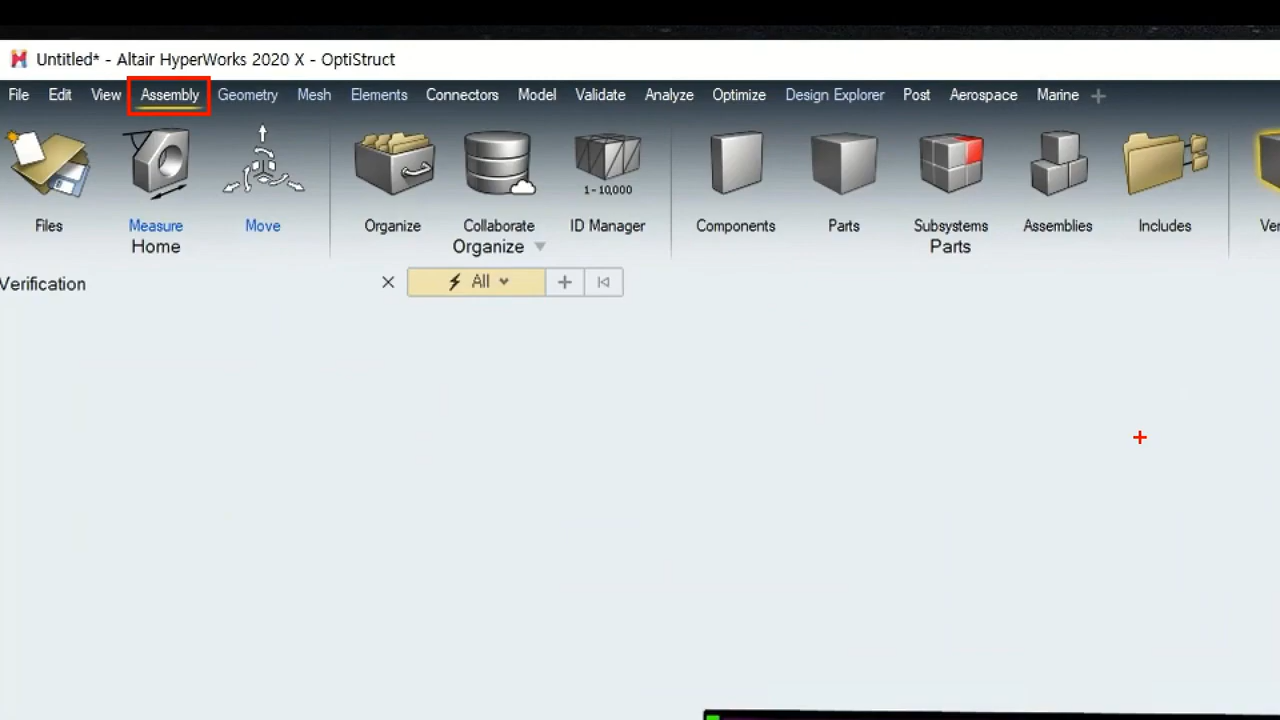 Untitled* - Altair HyperWorks 2020 X - OptiStruct
File Edit View Assembly Geometry Mesh Elements Connectors Model Validate Analyze Optimize Design Explorer Post Aerospace Marine
1-10,000
Files Measure Move Organize Collaborate ID Manager Components Parts Subsystems Assemblies Includes
Home Organize Parts
Verification All